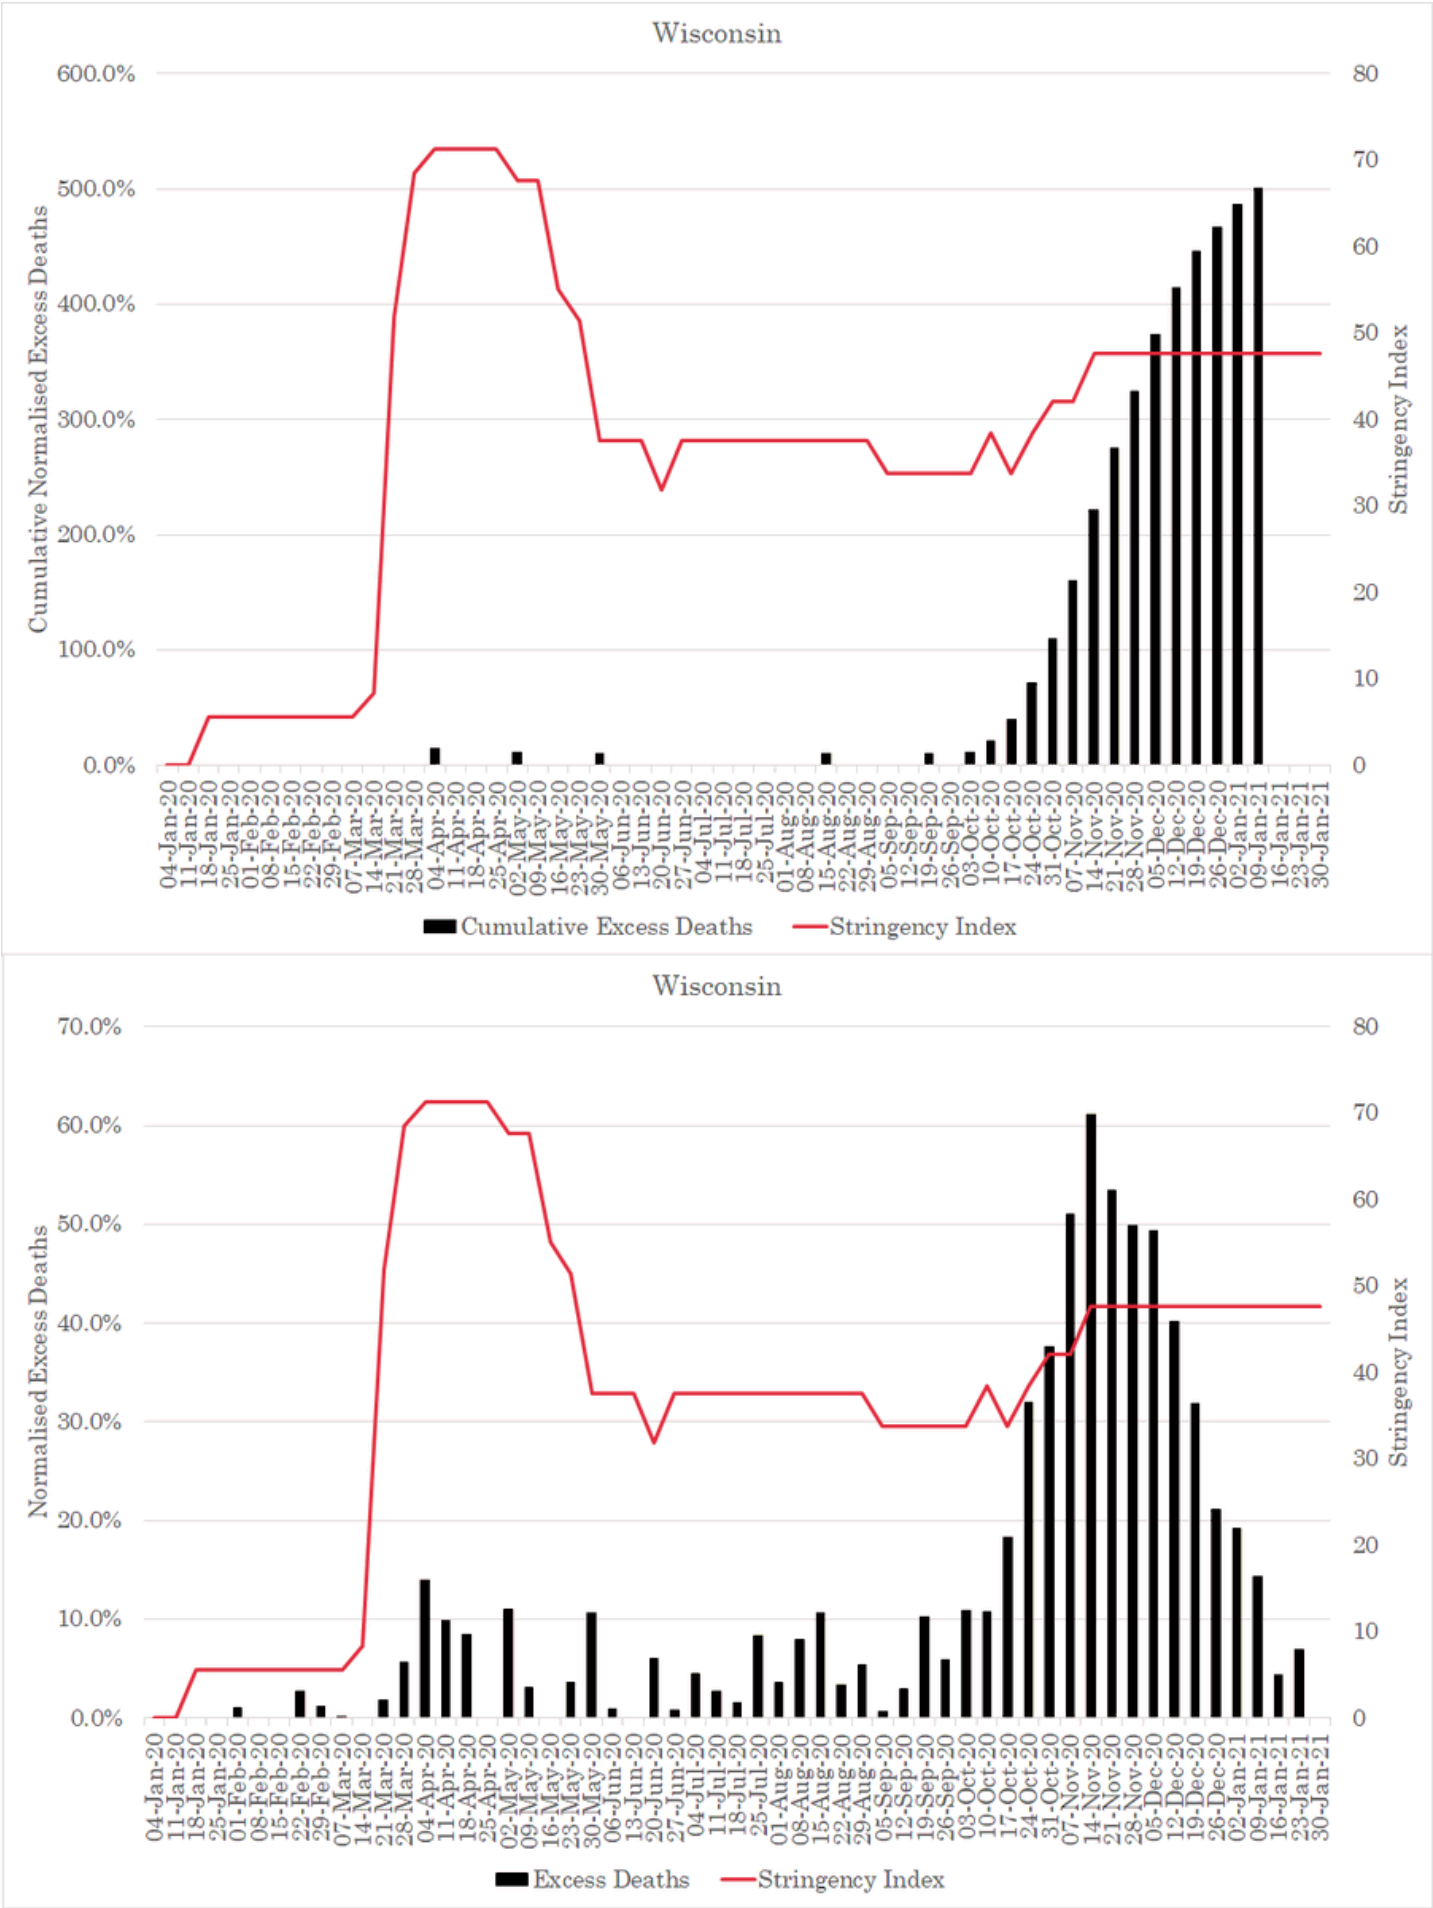 Wisconsin
600.0%
500.0%
400.0%
300.0%
200.0%
100.0%
0.0%
Cumulative Normalised Excess Deaths
80
70
60
50
40
30
20
10
0
Stringency Index
04-Jan-20
11-Jan-20
18-Jan-20
25-Jan-20
01-Feb-20
08-Feb-20
15-Feb-20
22-Feb-20
29-Feb-20
07-Mar-20
14-Mar-20
21-Mar-20
28-Mar-20
04-Apr-20
11-Apr-20
18-Apr-20
25-Apr-20
02-May-20
09-May-20
16-May-20
23-May-20
30-May-20
06-Jun-20
13-Jun-20
20-Jun-20
27-Jun-20
04-Jul-20
11-Jul-20
18-Jul-20
25-Jul-20
01-Aug-20
08-Aug-20
15-Aug-20
22-Aug-20
29-Aug-20
05-Sep-20
12-Sep-20
19-Sep-20
26-Sep-20
03-Oct-20
10-Oct-20
17-Oct-20
24-Oct-20
31-Oct-20
07-Nov-20
14-Nov-20
21-Nov-20
28-Nov-20
05-Dec-20
12-Dec-20
19-Dec-20
26-Dec-20
02-Jan-21
09-Jan-21
16-Jan-21
23-Jan-21
30-Jan-21
Cumulative Excess Deaths Stringency Index
Wisconsin
70.0%
60.0%
50.0%
40.0%
30.0%
20.0%
10.0%
0.0%
Normalised Excess Deaths
80
70
60
50
40
30
20
10
0
Stringency Index
04-Jan-20
11-Jan-20
18-Jan-20
25-Jan-20
01-Feb-20
08-Feb-20
15-Feb-20
22-Feb-20
29-Feb-20
07-Mar-20
14-Mar-20
21-Mar-20
28-Mar-20
04-Apr-20
11-Apr-20
18-Apr-20
25-Apr-20
02-May-20
09-May-20
16-May-20
23-May-20
30-May-20
06-Jun-20
13-Jun-20
20-Jun-20
27-Jun-20
04-Jul-20
11-Jul-20
18-Jul-20
25-Jul-20
01-Aug-20
08-Aug-20
15-Aug-20
22-Aug-20
29-Aug-20
05-Sep-20
12-Sep-20
19-Sep-20
26-Sep-20
03-Oct-20
10-Oct-20
17-Oct-20
24-Oct-20
31-Oct-20
07-Nov-20
14-Nov-20
21-Nov-20
28-Nov-20
05-Dec-20
12-Dec-20
19-Dec-20
26-Dec-20
02-Jan-21
09-Jan-21
16-Jan-21
23-Jan-21
30-Jan-21
Excess Deaths Stringency Index